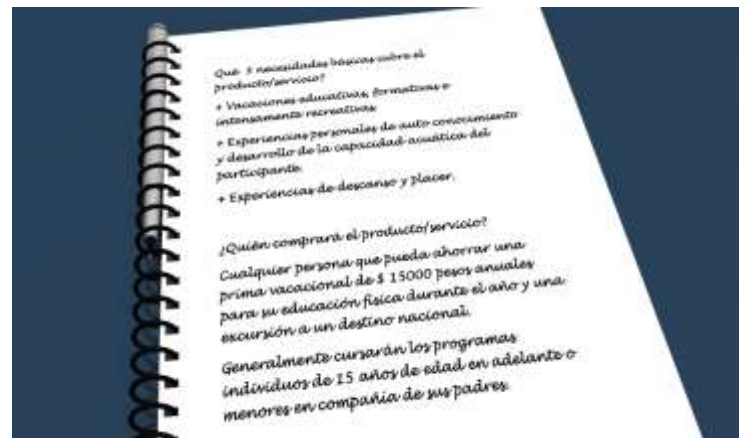 Qué 3 necesidades básicas cubre el
producto/servicio?
+ Vacaciones educativas, formativas e
intensamente recreativas.
+ Experiencias personales de auto conocimiento
y desarrollo de la capacidad acuática del
participante.
+ Experiencias de descanso y placer.
¿Quién comprará el producto/servicio?
Cualquier persona que pueda ahorrar una
prima vacacional de $ 15000 pesos anuales
para su educación física durante el año y una
excursión a un destino nacional.
Generalmente cursarán los programas
individuos de 15 años de edad en adelante o
menores en compañia de sus padres.